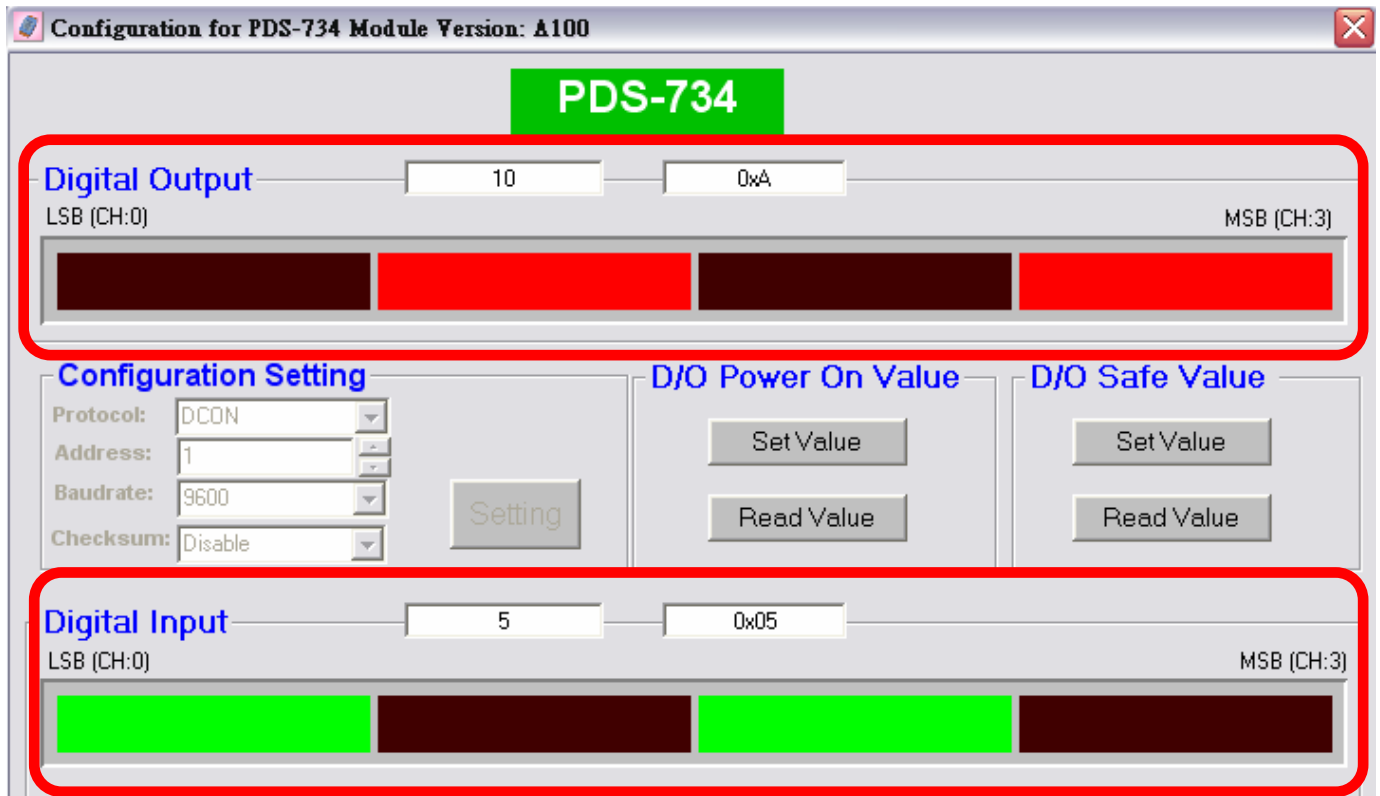 Configuration for PDS-734 Module Version: A100
PDS-734
Digital Output 10 0xA
LSB (CH:0) MSB (CH:3)
Configuration Setting
Protocol: DCON
Address: 1
Baudrate: 9600
Checksum: Disable
Setting
D/O Power On Value
Set Value
Read Value
D/O Safe Value
Set Value
Read Value
Digital Input 5 0x05
LSB (CH:0) MSB (CH:3)